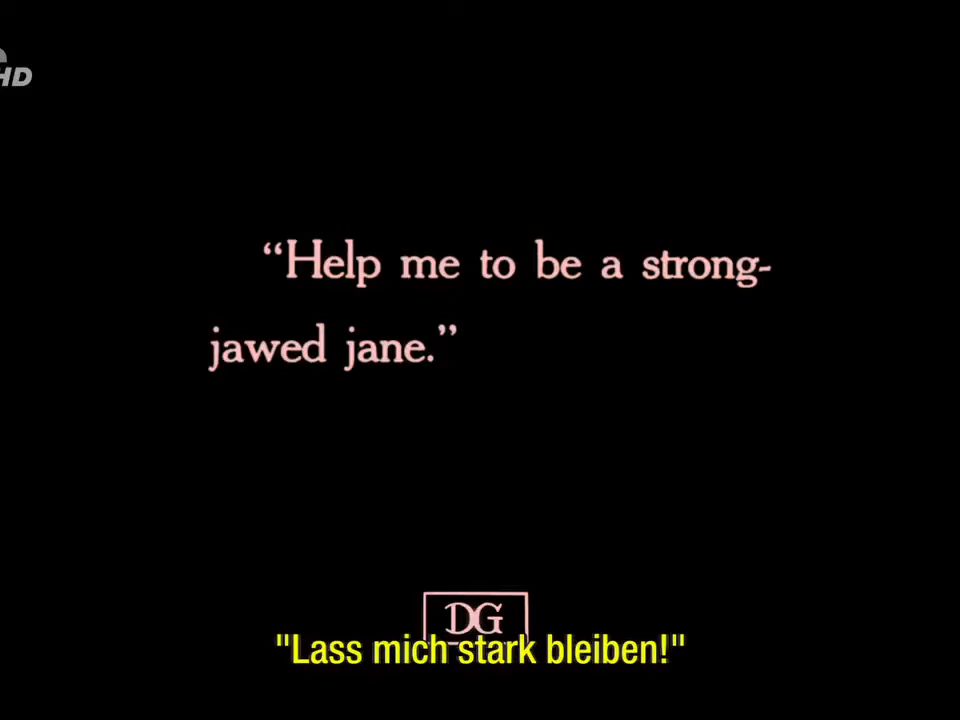 HD
“Help me to be a strong-
jawed jane.”
DG
"Lass mich stark bleiben!"